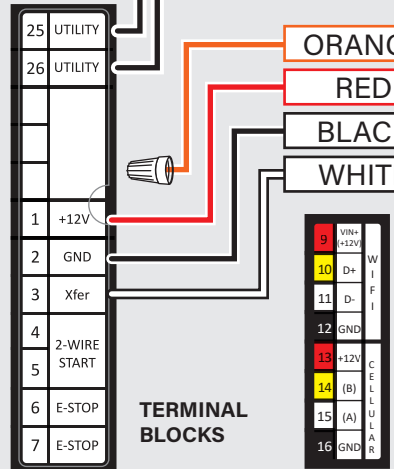 25 UTILITY
26 UTILITY
1 +12V
2 GND
3 Xfer
4
5
2-WIRE
START
6 E-STOP
7 E-STOP
ORANG
RED
BLAC
WHIT
TERMINAL
BLOCKS
9 VIN+
(+12V)
10 D+
11 D-
12 GND
WIFI
13 +12V
14 (B)
15 (A)
16 GND
CELLULAR